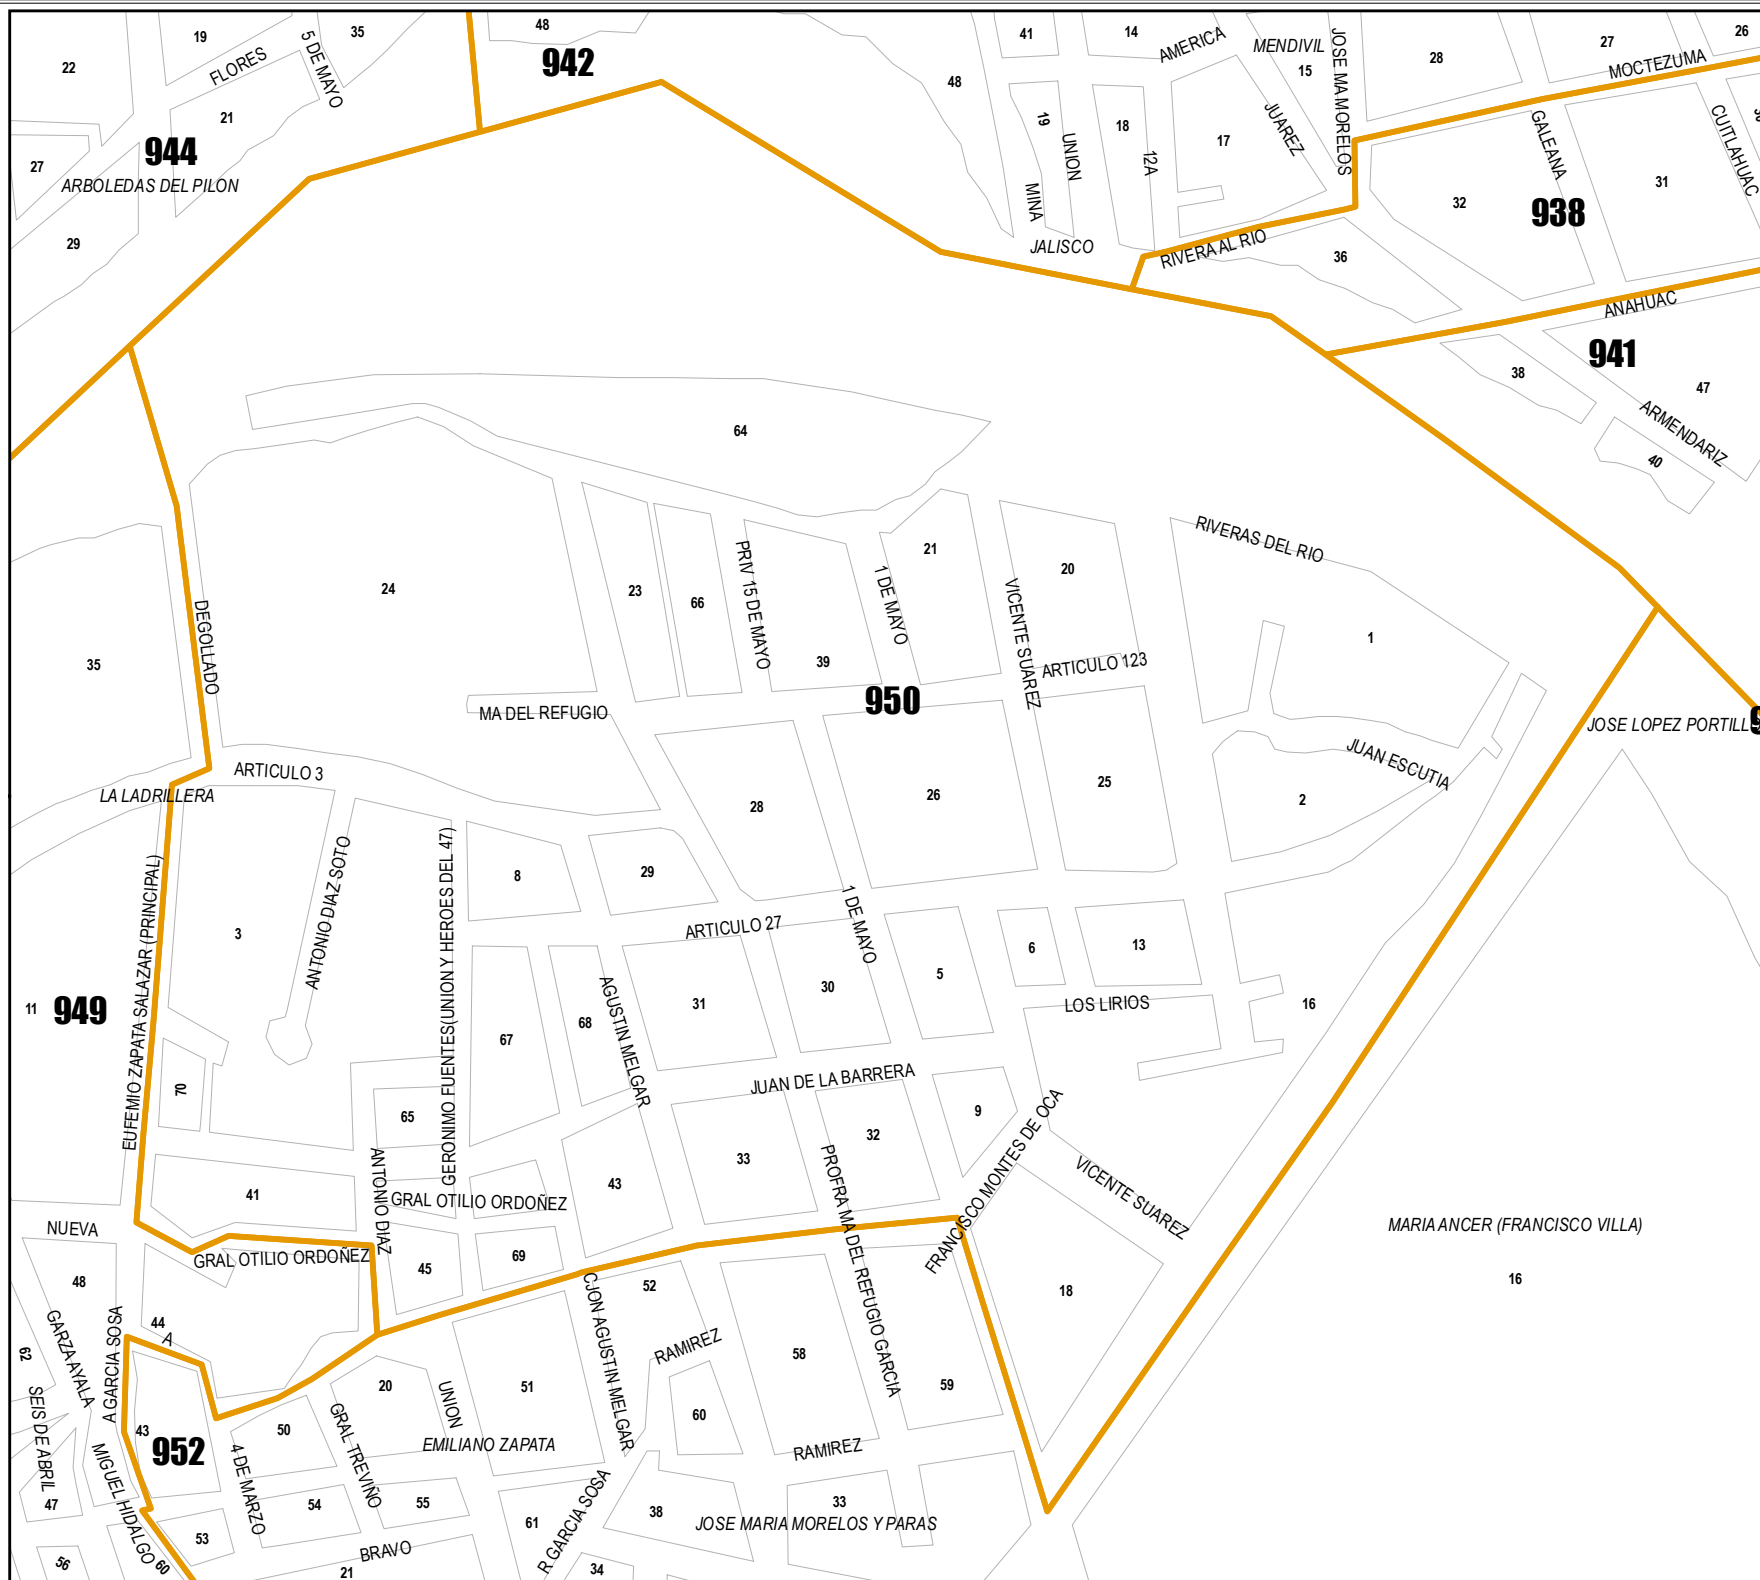 22
19
FLORES
5 DE MAYO
35
48
942
41
14
AMERICA
MENDIVIL
15
JOSE MA MORELOS
28
27
26
MOCTEZUMA
21
944
27
ARBOLEDAS DEL PILON
29
48
19
UNION
MINA
18
12A
17
JUAREZ
JALISCO
RIVERA AL RIO
36
GALEANA
32
938
31
CUITLAHUAC
ANAHUAC
941
38
47
ARMENDARIZ
40
64
24
23
66
PRIV 15 DE MAYO
39
1 DE MAYO
21
VICENTE SUAREZ
20
ARTICULO 123
RIVERAS DEL RIO
1
35
DEGOLLADO
MA DEL REFUGIO
950
JOSE LOPEZ PORTILL
9
JUAN ESCUTIA
2
ARTICULO 3
LA LADRILLERA
28
26
25
EUFEMIO ZAPATA SALAZAR (PRINCIPAL)
3
ANTONIO DIAZ SOTO
GERONIMO FUENTES(UNION Y HEROES DEL 47)
8
29
ARTICULO 27
1 DE MAYO
6
13
5
30
31
LOS LIRIOS
16
11
949
67
68
AGUSTIN MELGAR
70
65
JUAN DE LA BARRERA
9
32
33
PROFRA MA DEL REFUGIO GARCIA
FRANCISCO MONTES DE OCA
VICENTE SUAREZ
41
ANTONIO DIAZ
GRAL OTILIO ORDOÑEZ
43
MARIA ANCER (FRANCISCO VILLA)
16
NUEVA
GRAL OTILIO ORDOÑEZ
45
69
48
GARZA AYALA
A GARCIA SOSA
44
A
62
SEIS DE ABRIL
CJON AGUSTIN MELGAR
52
RAMIREZ
58
18
59
20
UNION
51
60
43
952
50
4 DE MARZO
GRAL TREVIÑO
EMILIANO ZAPATA
RAMIREZ
47
MIGUEL HIDALGO
54
55
61
R GARCIA SOSA
38
33
JOSE MARIA MORELOS Y PARAS
53
56
60
BRAVO
21
34